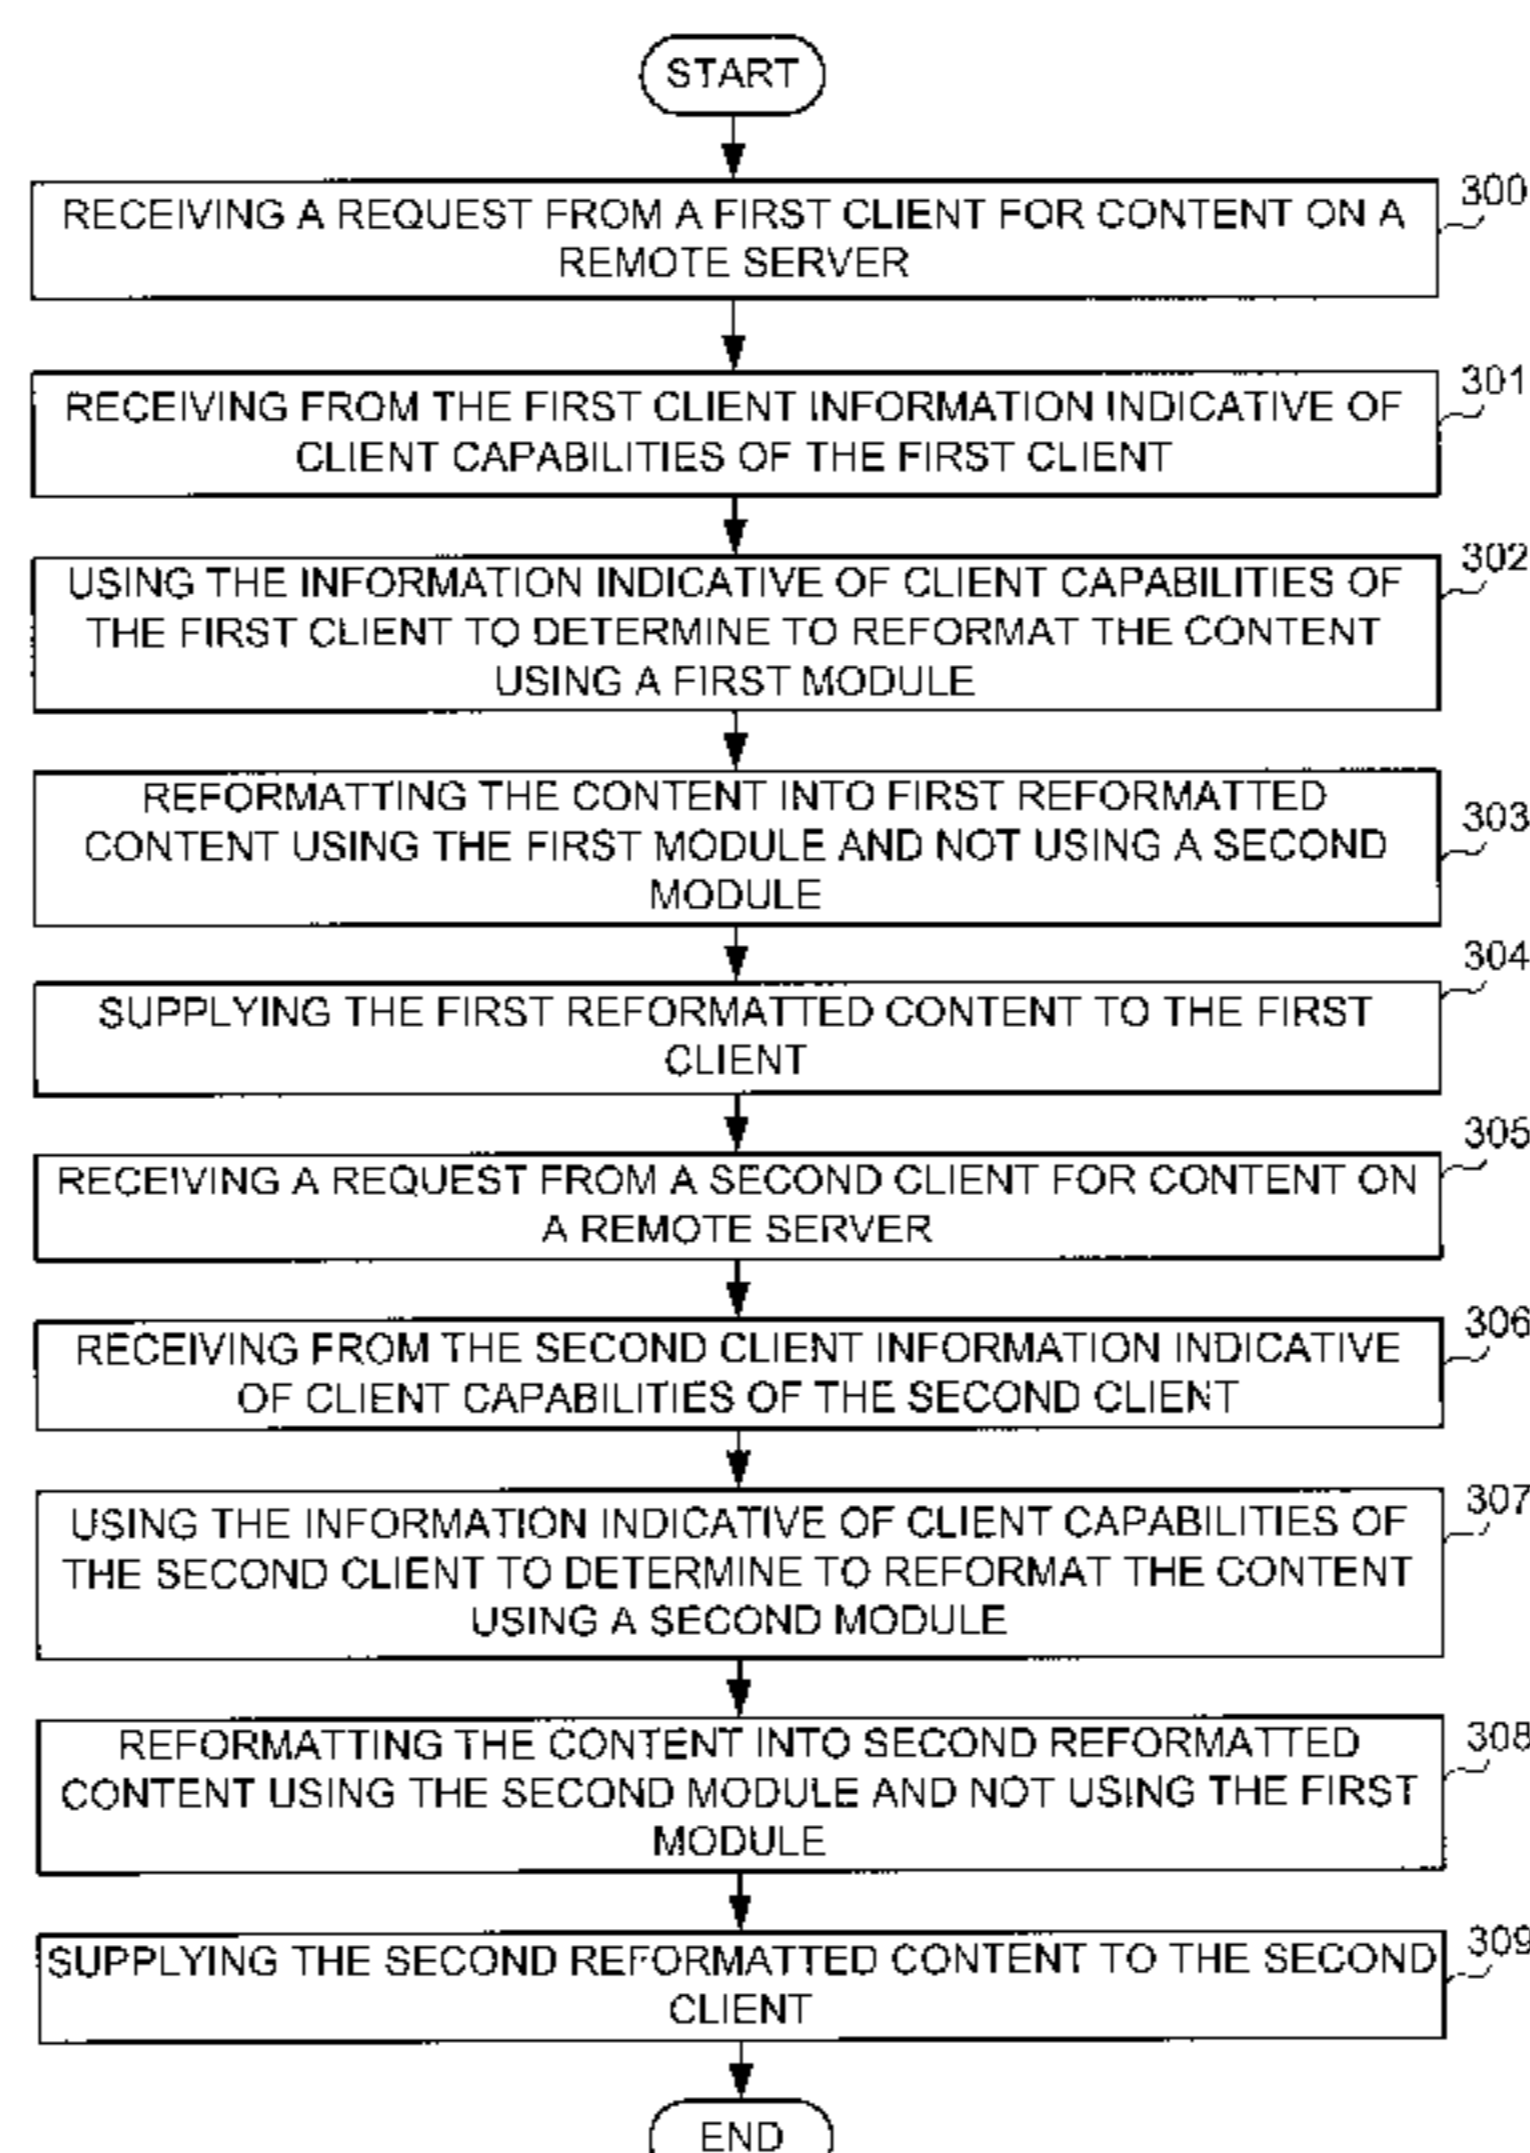 START
300
RECEIVING A REQUEST FROM A FIRST CLIENT FOR CONTENT ON A
REMOTE SERVER
301
RECEIVING FROM THE FIRST CLIENT INFORMATION INDICATIVE OF
CLIENT CAPABILITIES OF THE FIRST CLIENT
302
USING THE INFORMATION INDICATIVE OF CLIENT CAPABILITIES OF
THE FIRST CLIENT TO DETERMINE TO REFORMAT THE CONTENT
USING A FIRST MODULE
303
REFORMATTING THE CONTENT INTO FIRST REFORMATTED
CONTENT USING THE FIRST MODULE AND NOT USING A SECOND
MODULE
304
SUPPLYING THE FIRST REFORMATTED CONTENT TO THE FIRST
CLIENT
305
RECEIVING A REQUEST FROM A SECOND CLIENT FOR CONTENT ON
A REMOTE SERVER
306
RECEIVING FROM THE SECOND CLIENT INFORMATION INDICATIVE
OF CLIENT CAPABILITIES OF THE SECOND CLIENT
307
USING THE INFORMATION INDICATIVE OF CLIENT CAPABILITIES OF
THE SECOND CLIENT TO DETERMINE TO REFORMAT THE CONTENT
USING A SECOND MODULE
308
REFORMATTING THE CONTENT INTO SECOND REFORMATTED
CONTENT USING THE SECOND MODULE AND NOT USING THE FIRST
MODULE
309
SUPPLYING THE SECOND REFORMATTED CONTENT TO THE SECOND
CLIENT
END